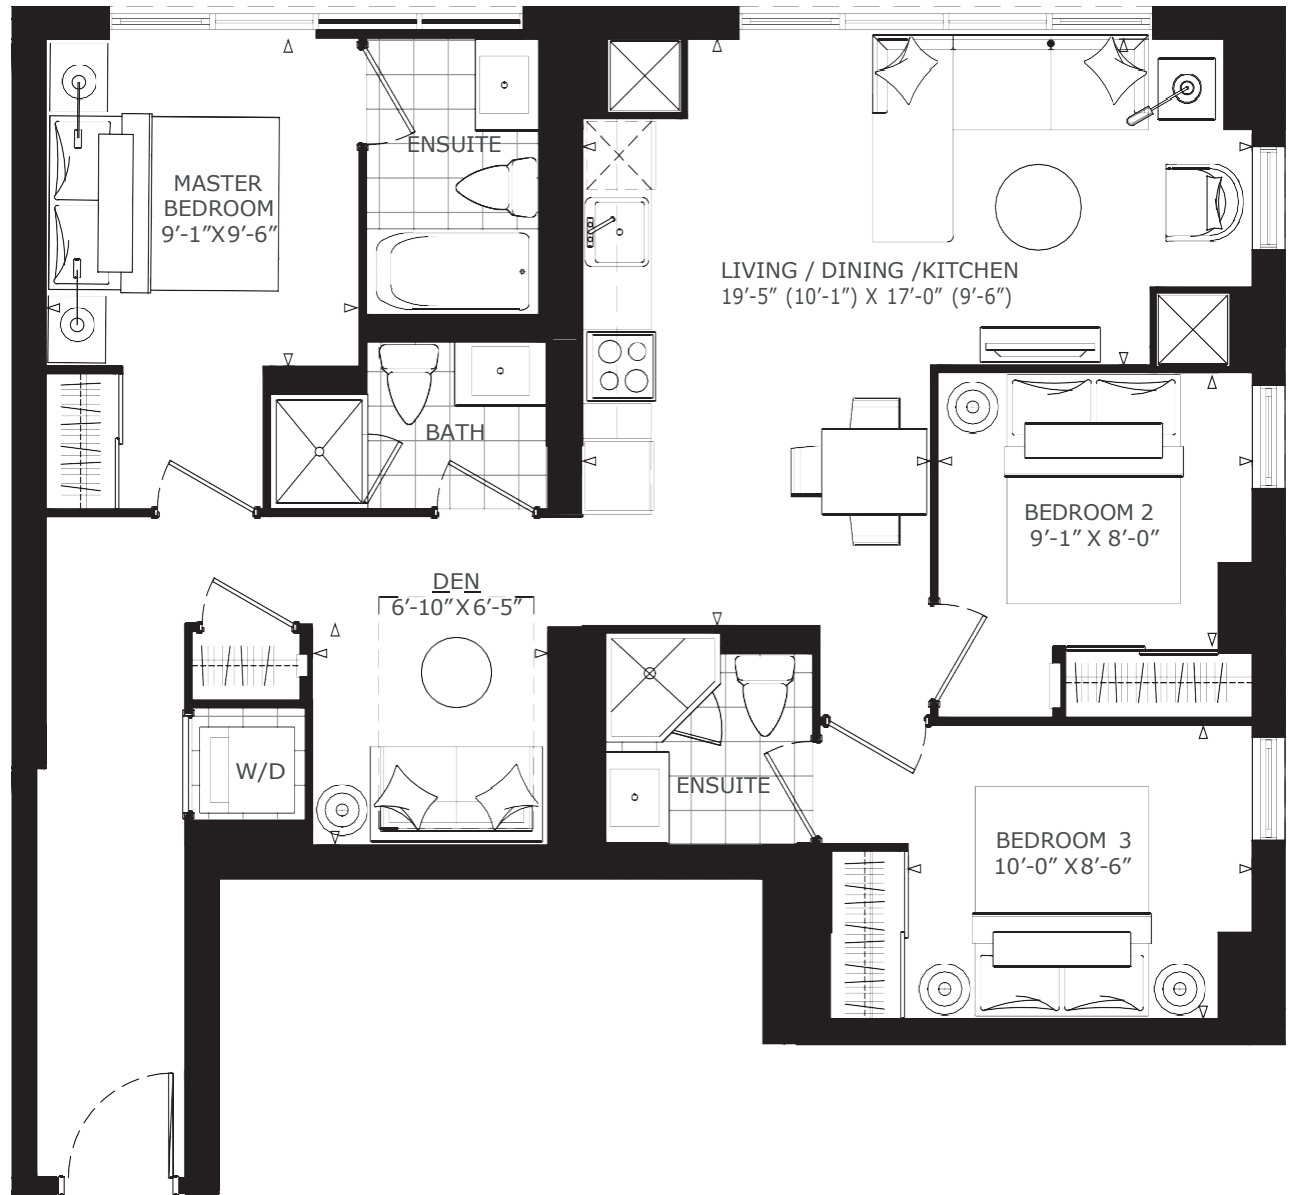 ENSUITE
MASTER
BEDROOM
9’-1”X9’-6”
LIVING / DINING /KITCHEN
19’-5” (10’-1”) X 17’-0” (9’-6”)
BATH
BEDROOM 2
9’-1” X 8’-0”
DEN
6’-10”X6’-5”
W/D
ENSUITE
BEDROOM 3
10’-0” X8’-6”